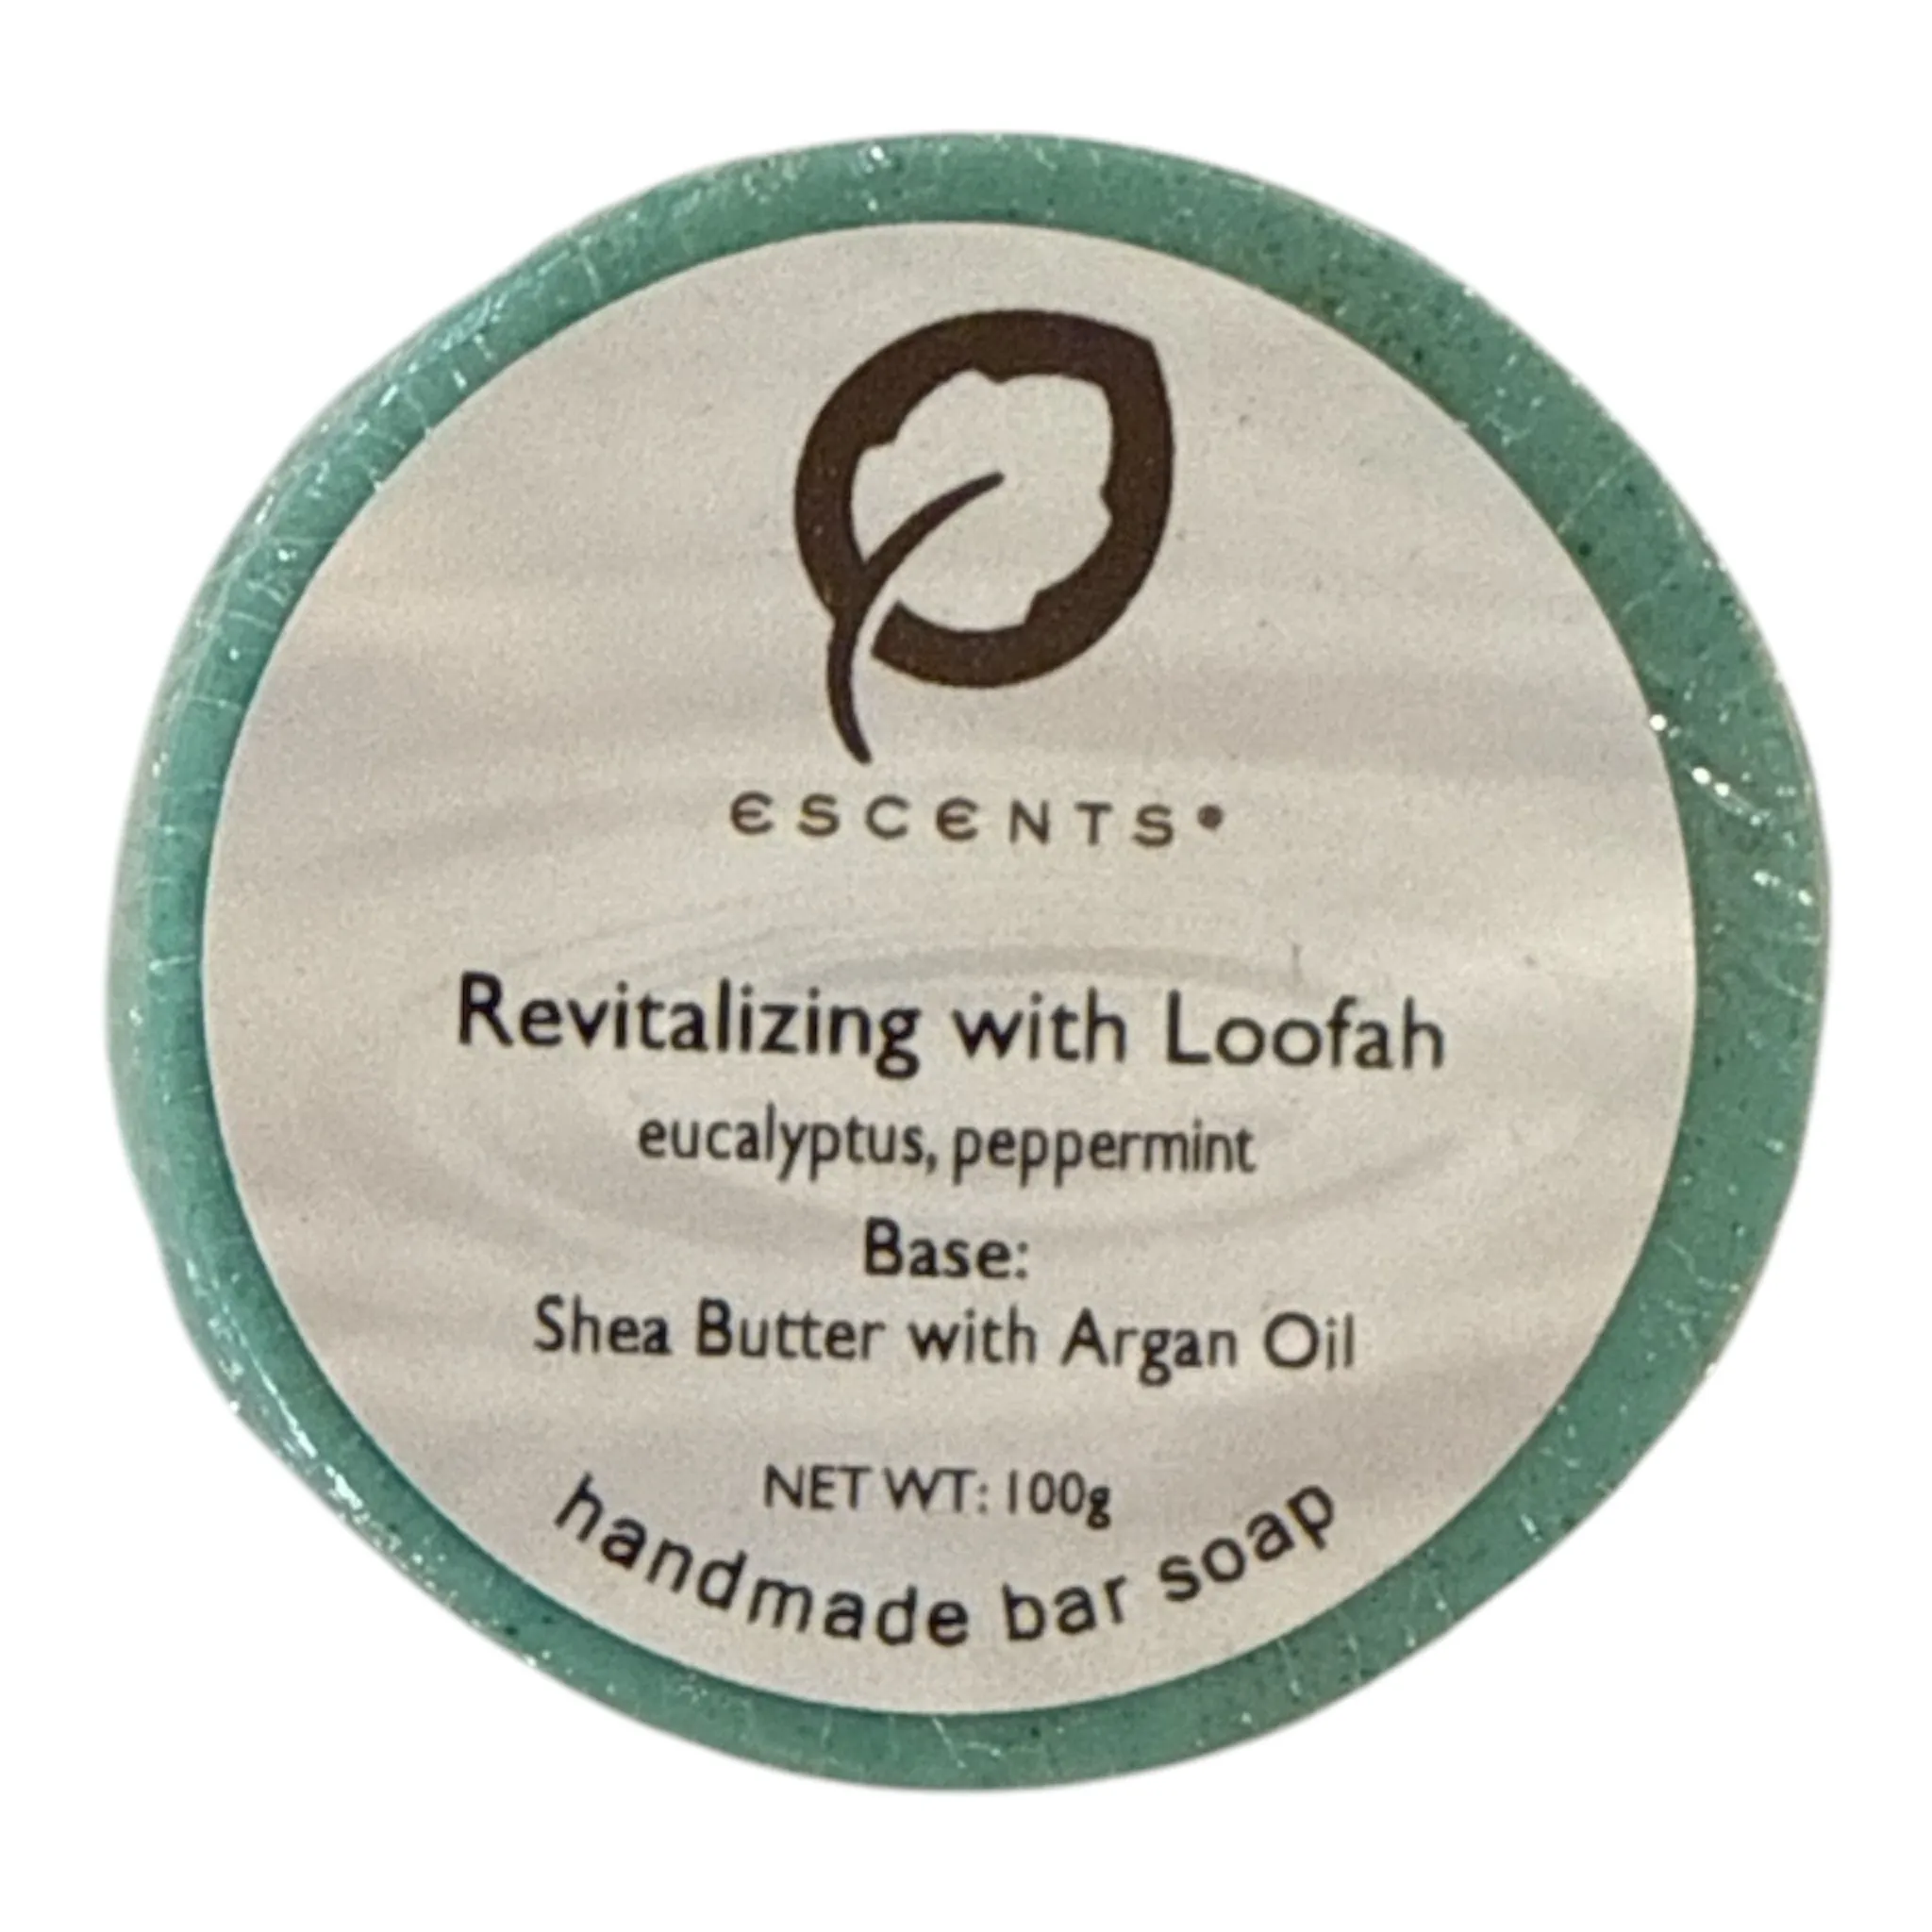 ESCENTS
Revitalizing with Loofah
eucalyptus, peppermint
Base:
Shea Butter with Argan Oil
NET WT: 100g
handmade bar soap